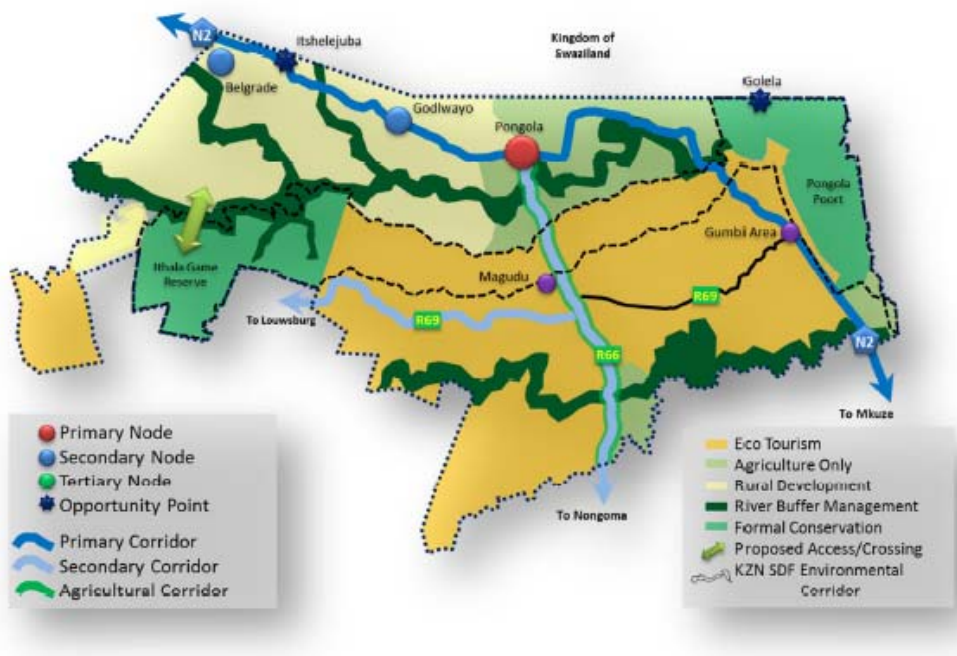 N2
Itshelejuba
Kingdom of
Swaziland
Golela
Belgrade
Godlwayo
Pongola
Pongola
Poort
Gumbi Area
Ithala Game
Reserve
Magudu
R69
To Louwsburg
R69
R66
N2
To Mkuze
To Nongoma
Primary Node
Secondary Node
Tertiary Node
Opportunity Point
Primary Corridor
Secondary Corridor
Agricultural Corridor
Eco Tourism
Agriculture Only
Rural Development
River Buffer Management
Formal Conservation
Proposed Access/Crossing
KZN SDF Environmental
Corridor